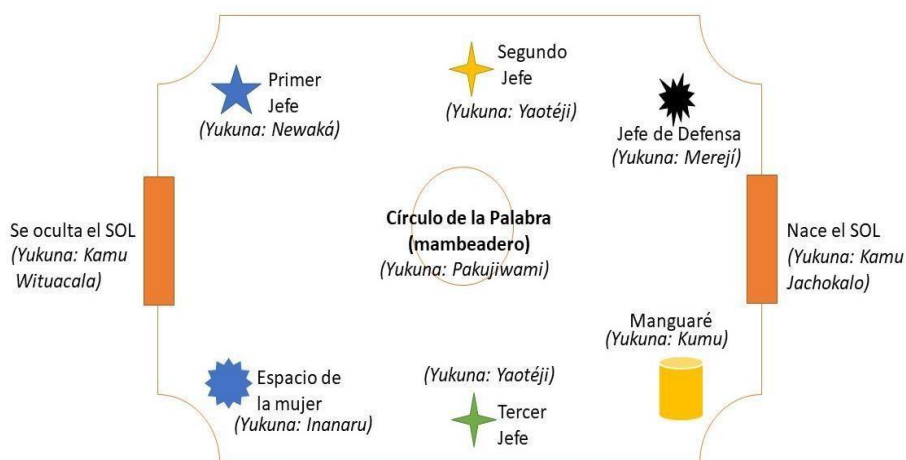 Primer
Jefe
(Yukuna: Newaká)
Segundo
Jefe
(Yukuna: Yaotéji)
Jefe de Defensa
(Yukuna: Merejí)
Se oculta el SOL
(Yukuna: Kamu
Wituacala)
Círculo de la Palabra
(mambeadero)
(Yukuna: Pakujiwami)
Nace el SOL
(Yukuna: Kamu
Jachokalo)
Espacio de
la mujer
(Yukuna: Inanaru)
(Yukuna: Yaotéji)
Tercer
Jefe
Manguaré
(Yukuna: Kumu)